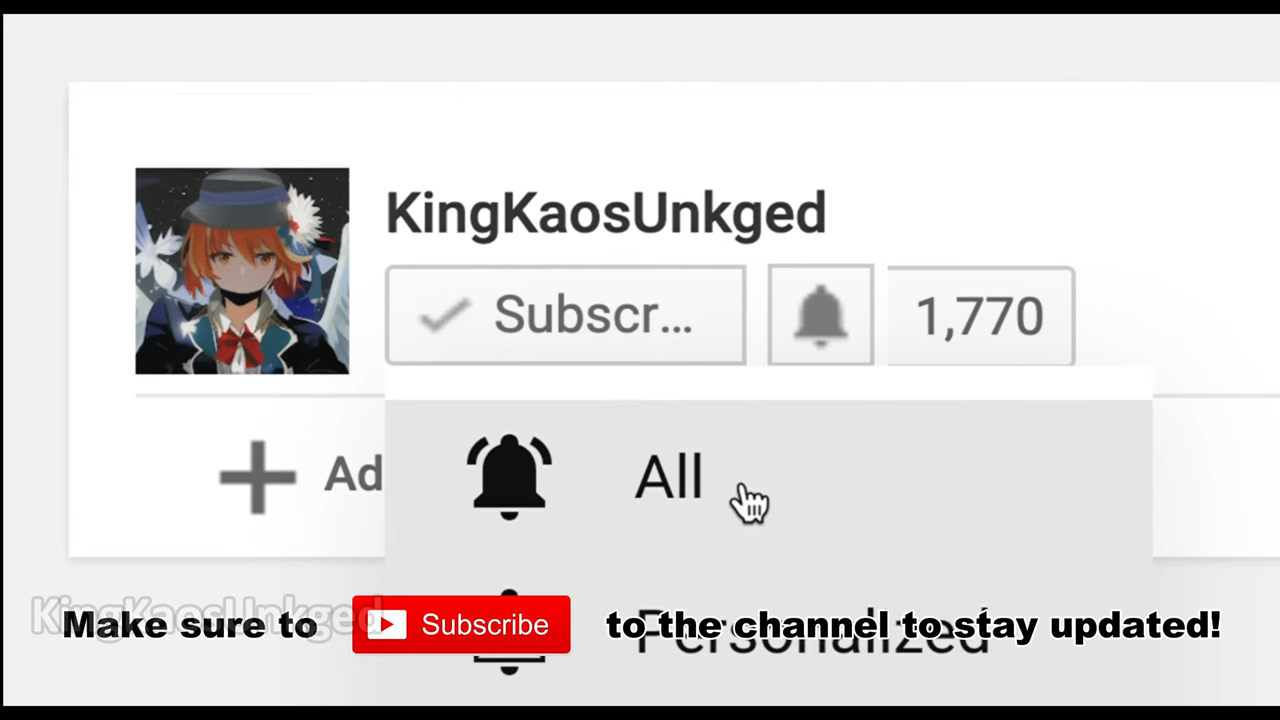 KingKaosUnkged
Subscr...
1,770
Ad
All
Personalized
KingKaosUnkged
Make sure to Subscribe to the channel to stay updated!